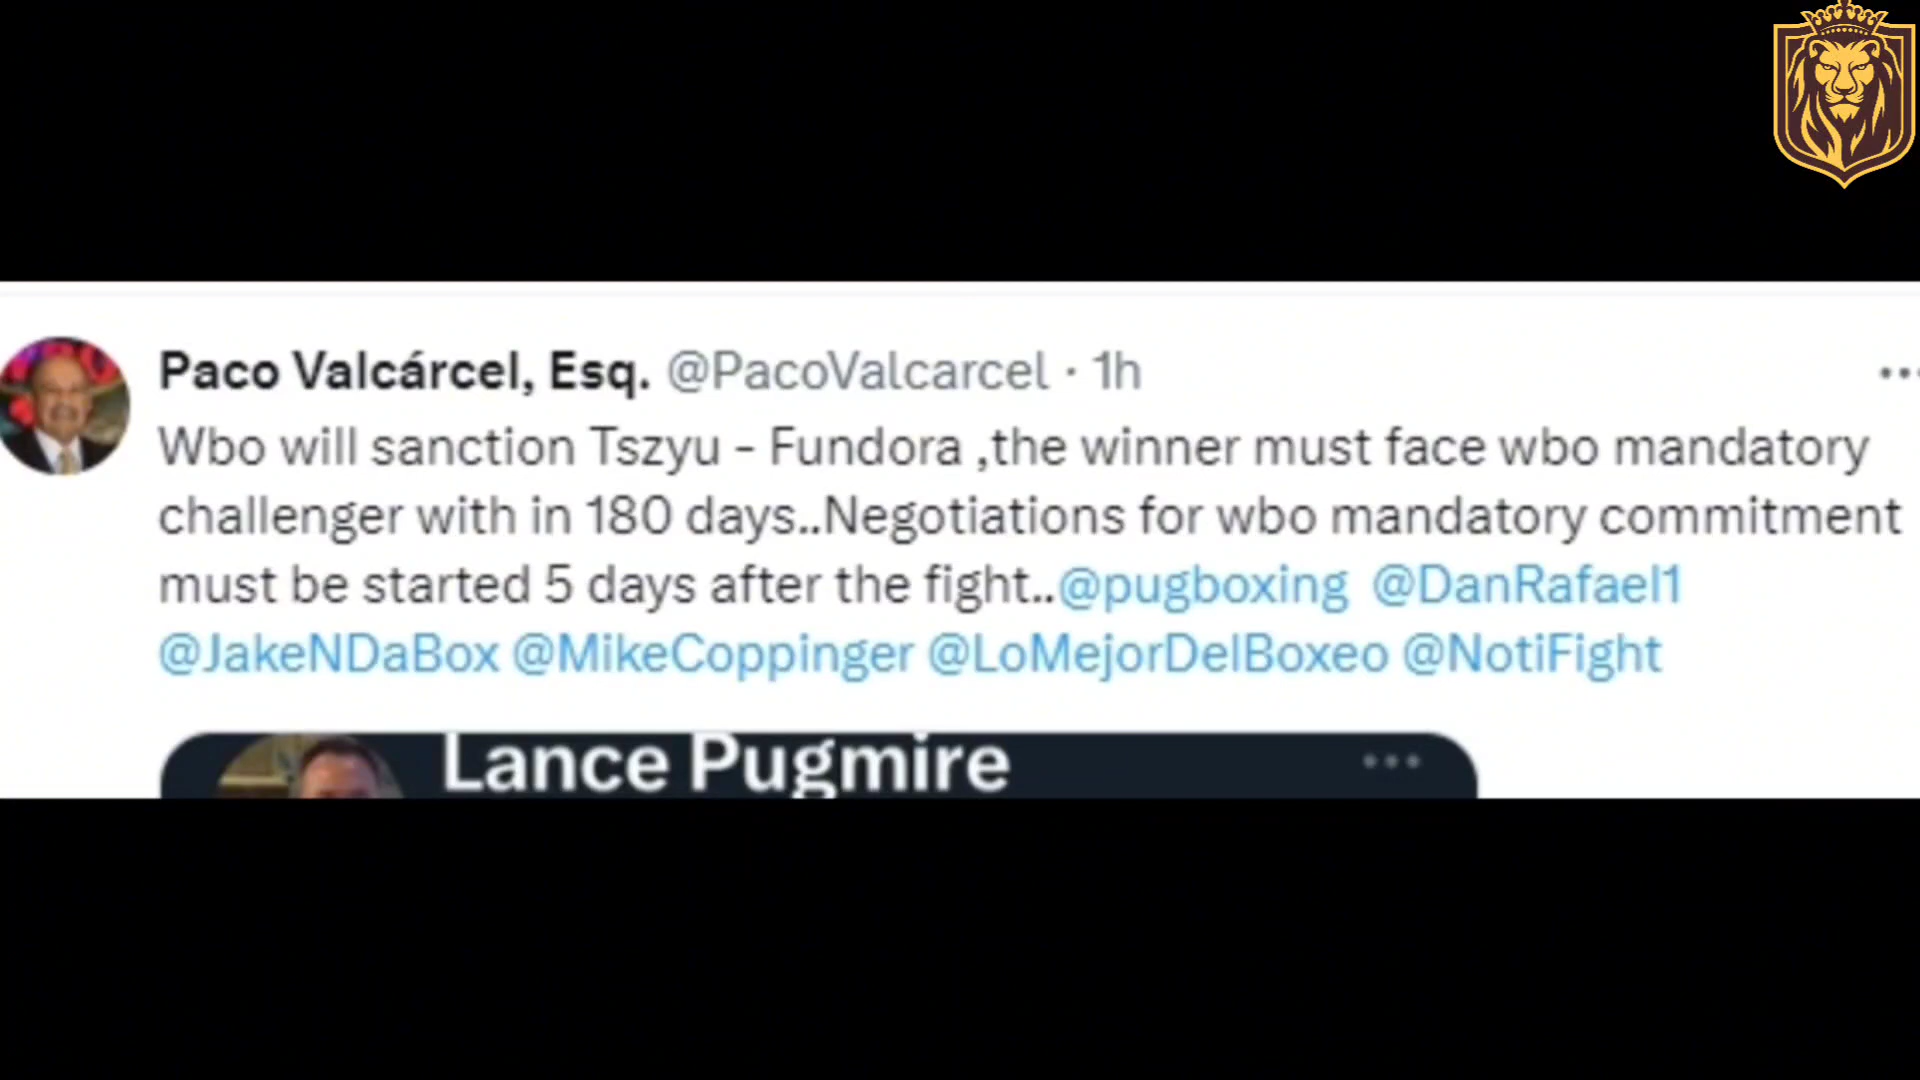 Paco Valcárcel, Esq. @PacoValcarcel · 1h
Wbo will sanction Tszyu - Fundora ,the winner must face wbo mandatory
challenger with in 180 days..Negotiations for wbo mandatory commitment
must be started 5 days after the fight..@pugboxing @DanRafael1
@JakeNDaBox @MikeCoppinger @LoMejorDelBoxeo @NotiFight
Lance Pugmire